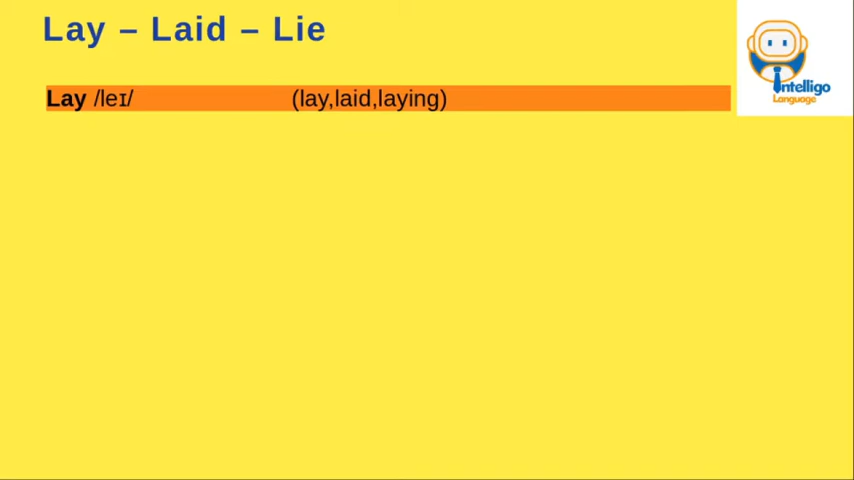 Lay – Laid – Lie
Lay /leɪ/ (lay,laid,laying)
intelligo
Language